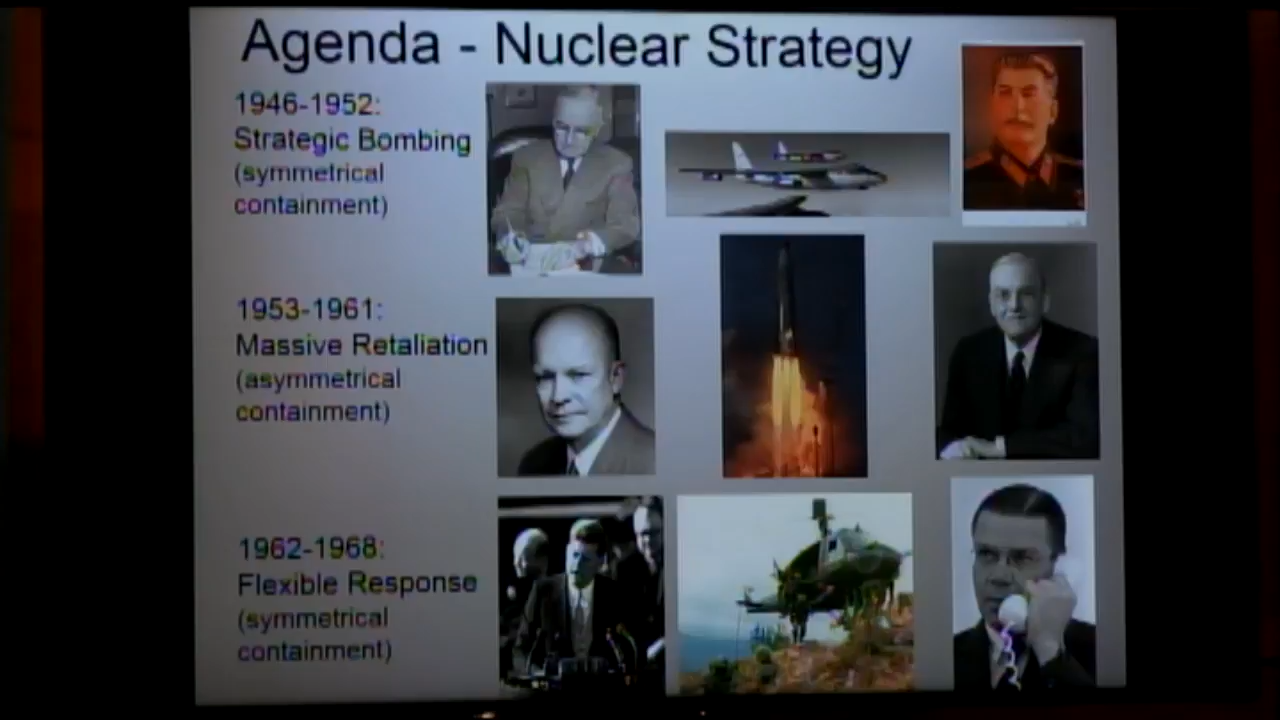 Agenda - Nuclear Strategy
1946-1952:
Strategic Bombing
(symmetrical
containment)
1953-1961:
Massive Retaliation
(asymmetrical
containment)
1962-1968:
Flexible Response
(symmetrical
containment)